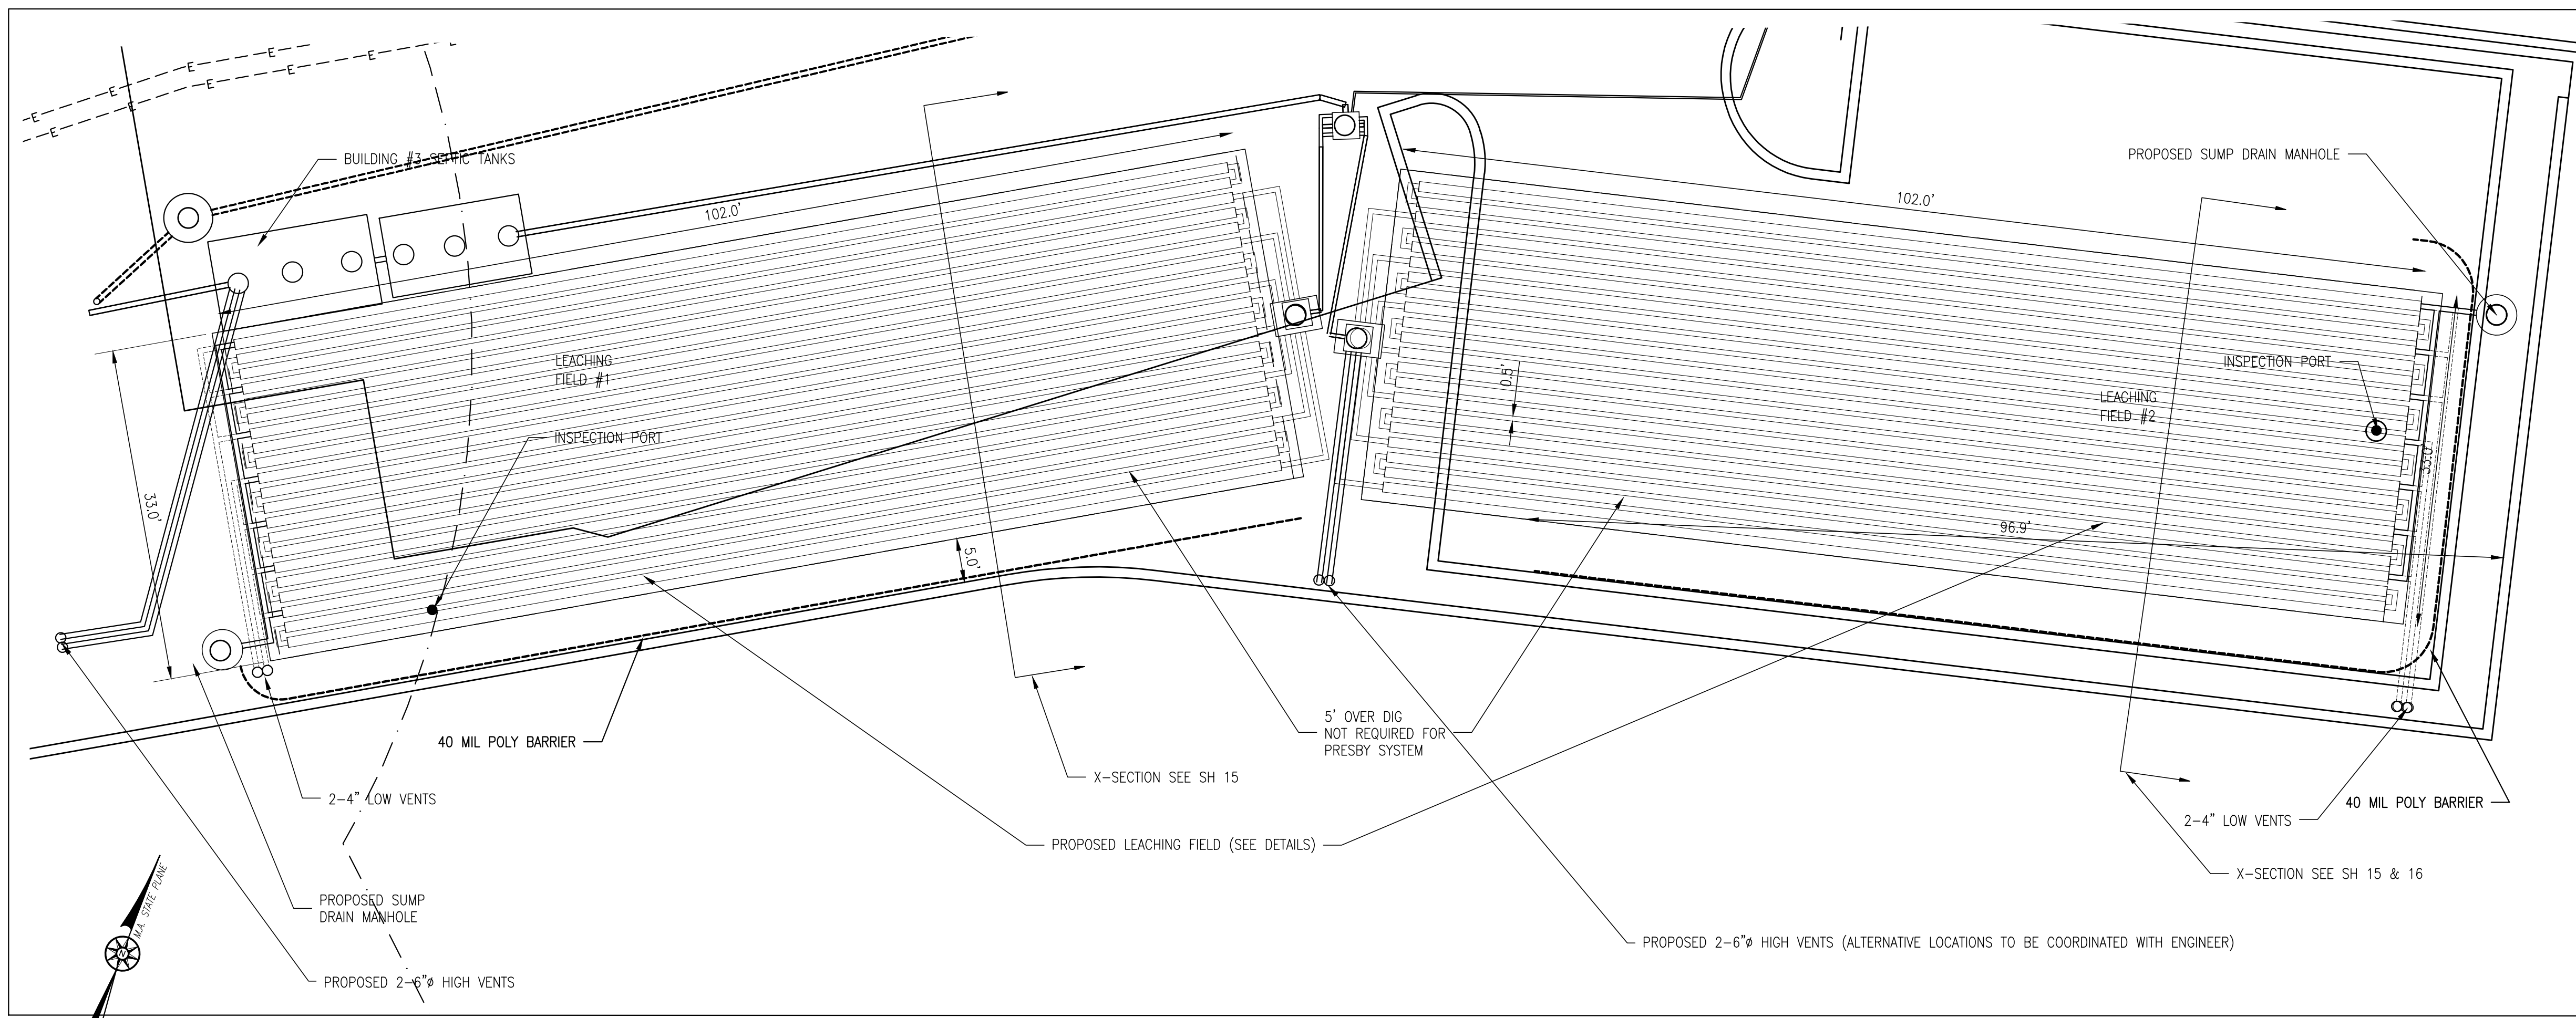 E
E
E
E
E
E
E
E
E
BUILDING #3 SEPTIC TANKS
102.0'
LEACHING
FIELD #1
INSPECTION PORT
33.0'
5.0'
40 MIL POLY BARRIER
2-4" LOW VENTS
PROPOSED SUMP
DRAIN MANHOLE
PROPOSED 2-6"ø HIGH VENTS
M.A. STATE PLANE
N
X-SECTION SEE SH 15
5' OVER DIG
NOT REQUIRED FOR
PRESBY SYSTEM
PROPOSED LEACHING FIELD (SEE DETAILS)
PROPOSED 2-6"ø HIGH VENTS (ALTERNATIVE LOCATIONS TO BE COORDINATED WITH ENGINEER)
PROPOSED SUMP DRAIN MANHOLE
102.0'
INSPECTION PORT
0.5'
LEACHING
FIELD #2
33.0'
96.9'
40 MIL POLY BARRIER
2-4" LOW VENTS
X-SECTION SEE SH 15 & 16